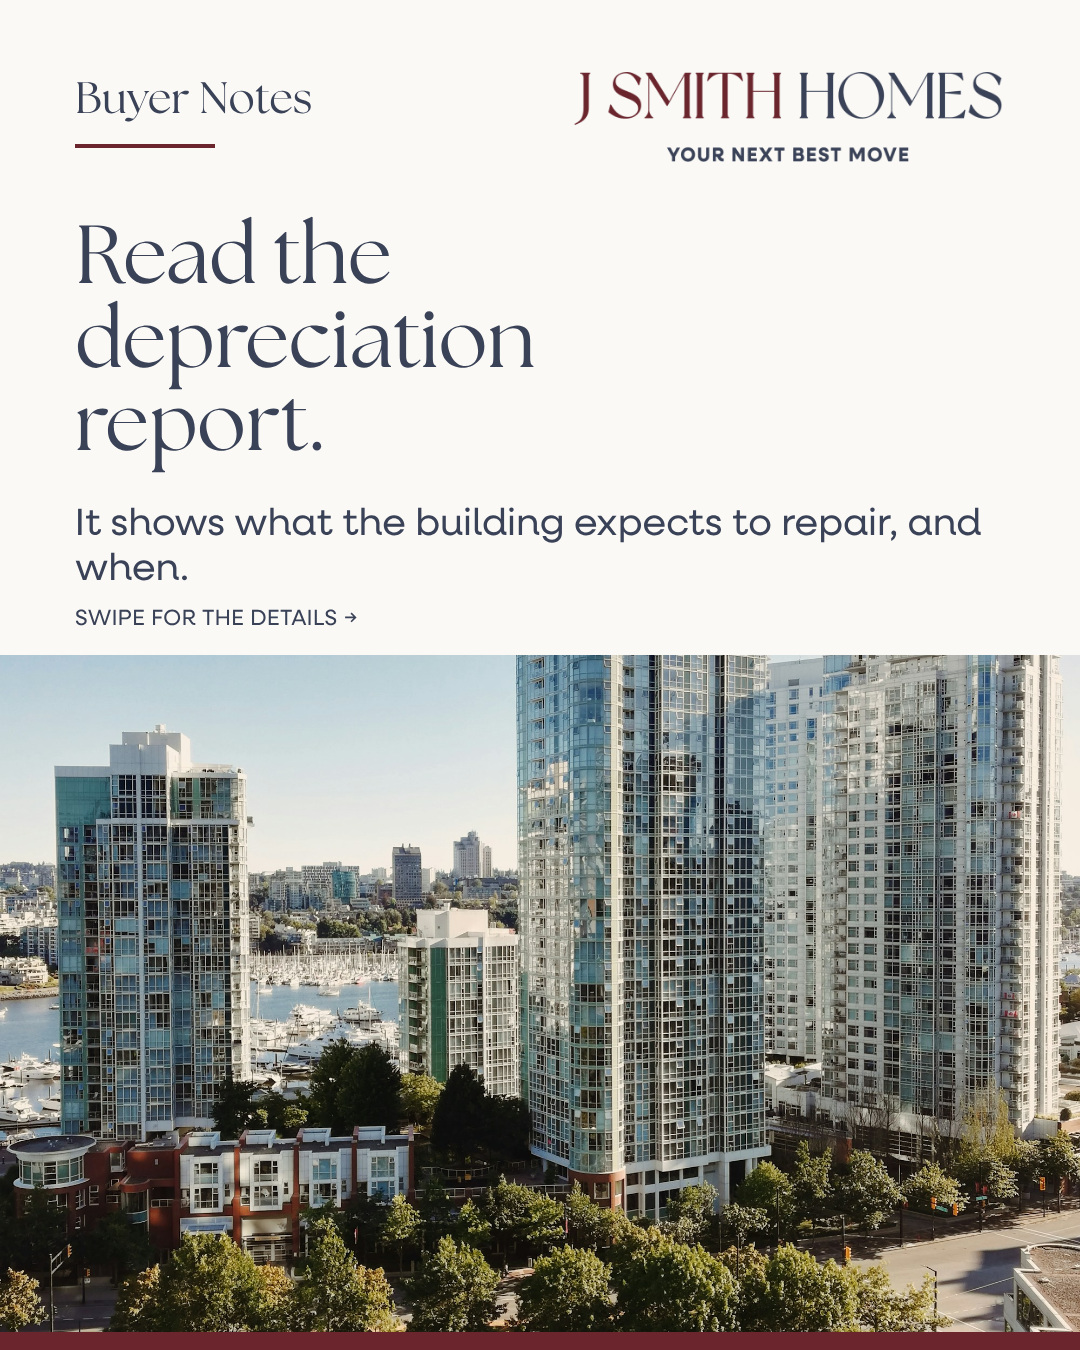 Buyer Notes
J SMITH HOMES
YOUR NEXT BEST MOVE
Read the
depreciation
report.
It shows what the building expects to repair, and
when.
SWIPE FOR THE DETAILS →